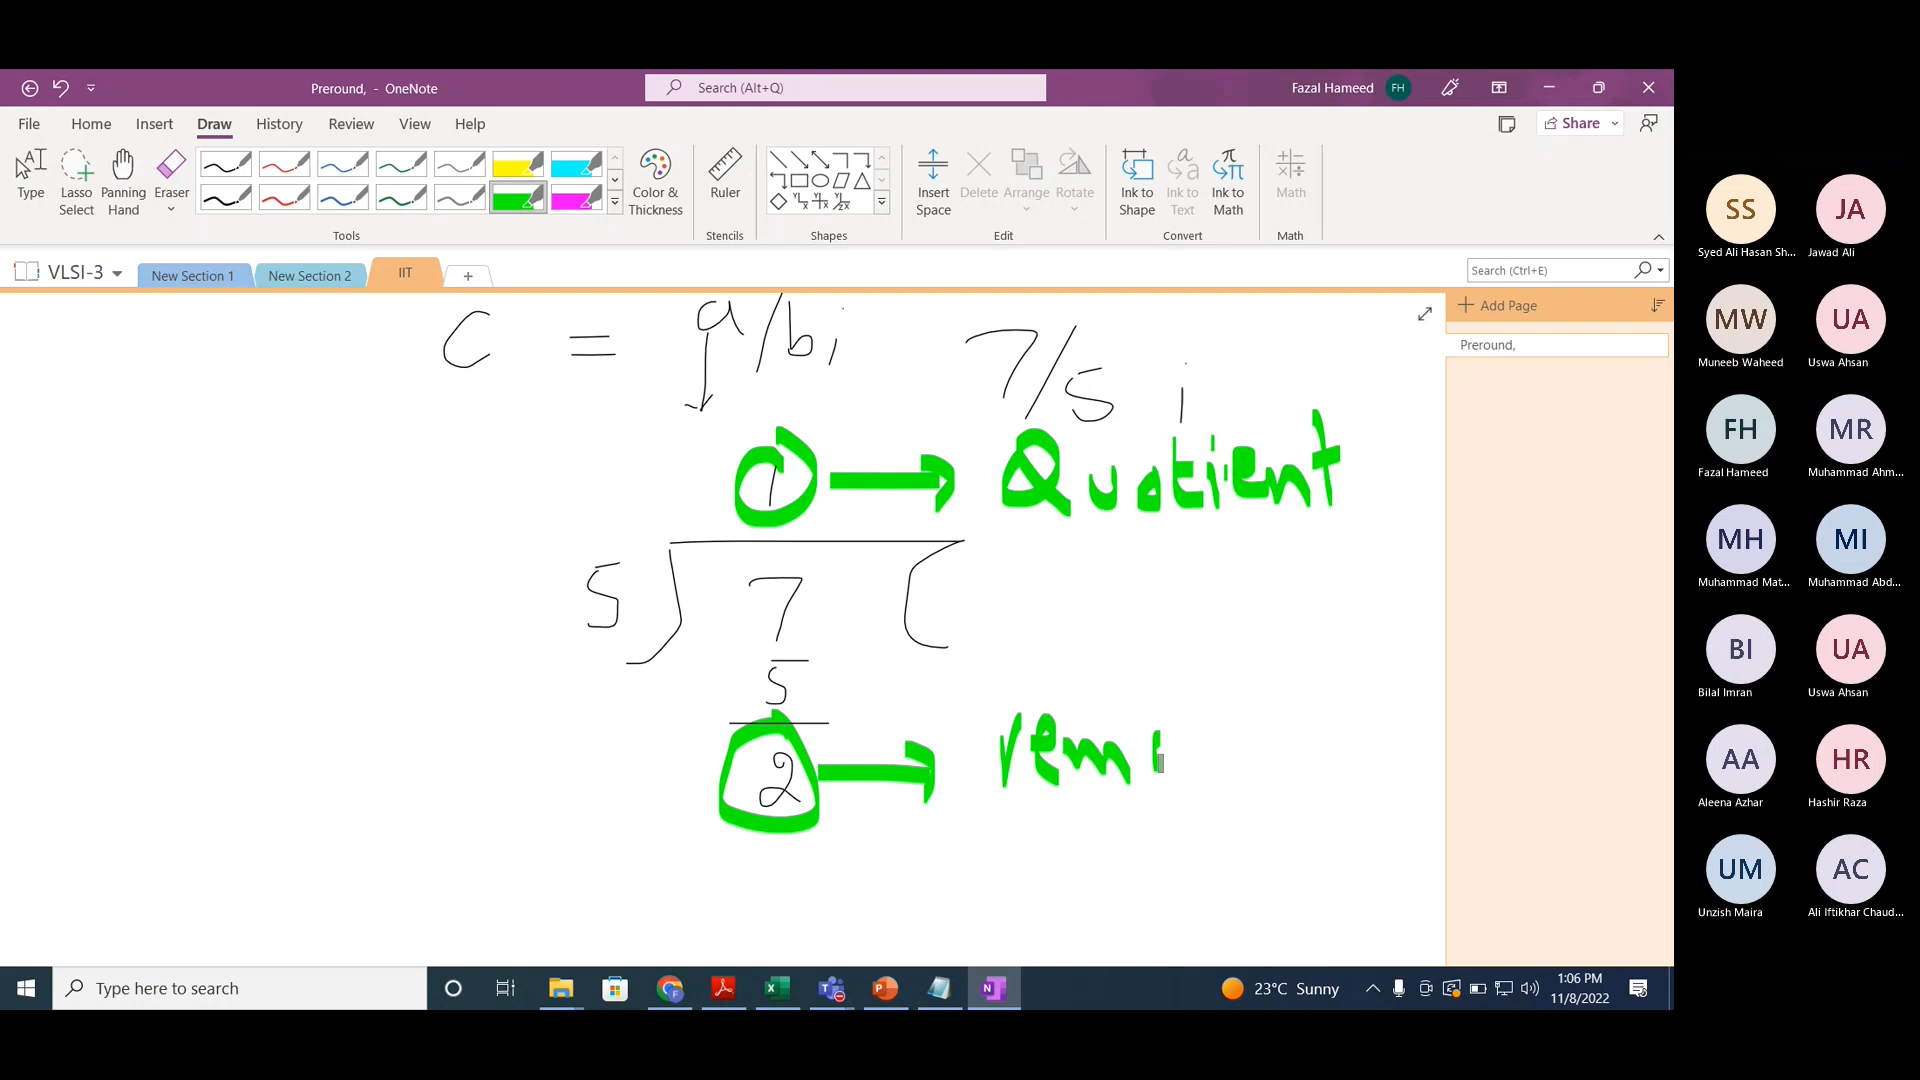 Preround, - OneNote
Search (Alt+Q)
Fazal Hameed FH
File Home Insert Draw History Review View Help
Share
Type
Lasso Select
Panning Hand
Eraser
Color & Thickness
Ruler
Insert Space
Delete
Arrange
Rotate
Ink to Shape
Ink to Text
Ink to Math
Math
Tools
Stencils
Shapes
Edit
Convert
Math
VLSI-3 New Section 1 New Section 2 IIT +
Search (Ctrl+E)
Add Page
Preround,
C = a/b; 7/5 ;
1 → Quotient
5 7
5
2 → rem
SS JA
Syed Ali Hasan Sh... Jawad Ali
MW UA
Muneeb Waheed Uswa Ahsan
FH MR
Fazal Hameed Muhammad Ahm...
MH MI
Muhammad Mat... Muhammad Abd...
BI UA
Bilal Imran Uswa Ahsan
AA HR
Aleena Azhar Hashir Raza
UM AC
Unzish Maira Ali Iftikhar Chaud...
Type here to search
23°C Sunny
1:06 PM
11/8/2022